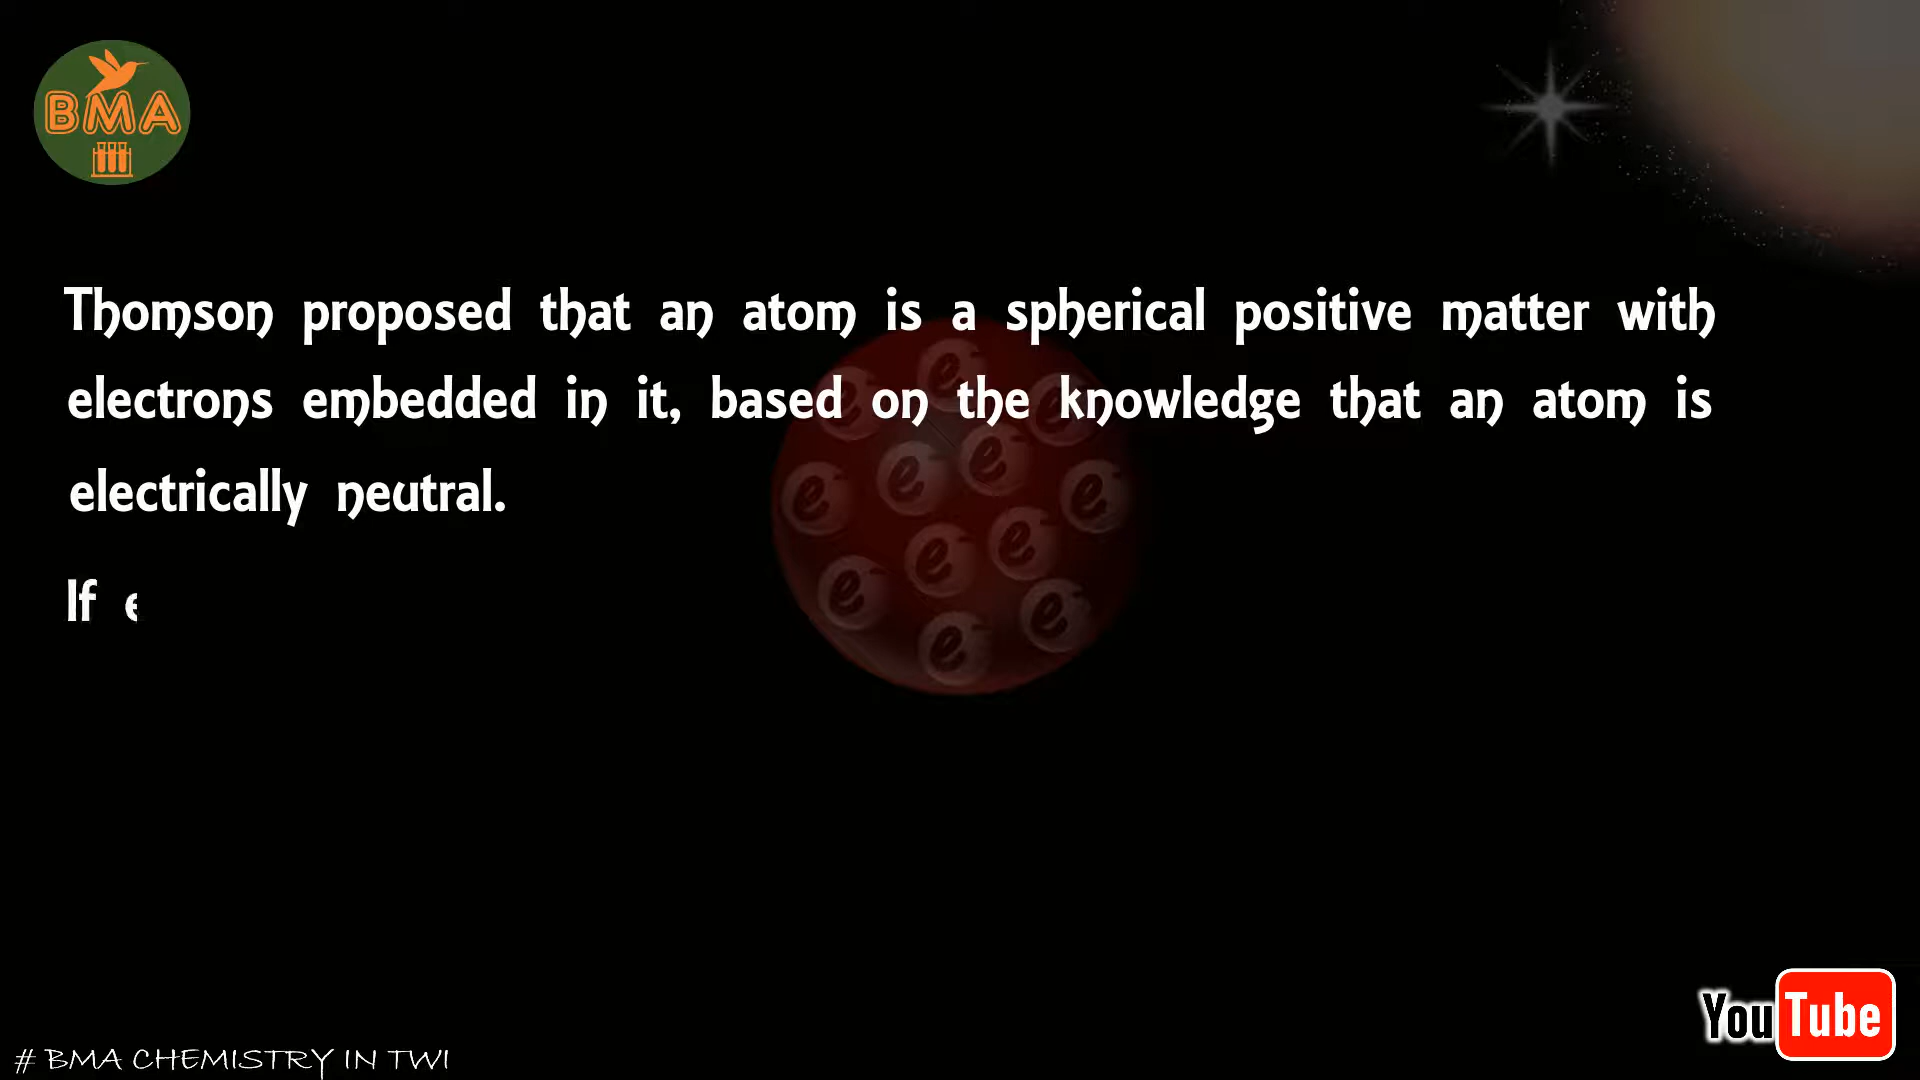 BMA
Thomson proposed that an atom is a spherical positive matter with
electrons embedded in it, based on the knowledge that an atom is
electrically neutral.
If e
e e e e e e e e e e e e
YouTube
# BMA CHEMISTRY IN TWI